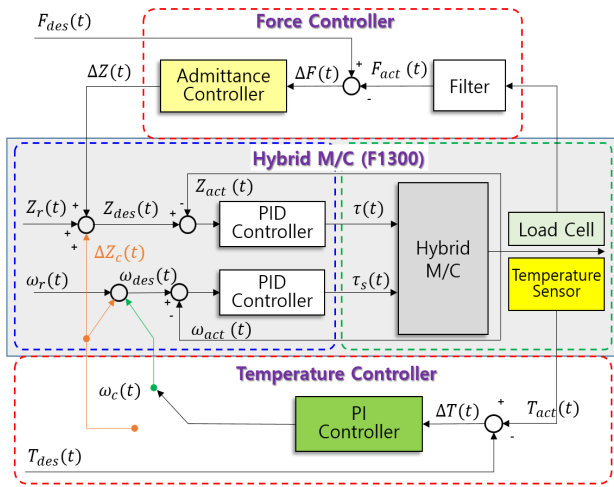 Force Controller
F_des(t)
ΔZ(t)
Admittance
Controller
ΔF(t)
+
-
F_act (t)
Filter
Hybrid M/C (F1300)
Z_r(t)
+
+
+
Z_des(t)
-
Z_act (t)
PID
Controller
τ(t)
Hybrid
M/C
Load Cell
ΔZ_c(t)
ω_r(t)
ω_des(t)
+
-
PID
Controller
τ_s(t)
Temperature
Sensor
ω_act(t)
Temperature Controller
ω_c(t)
PI
Controller
ΔT(t)
+
-
T_act(t)
T_des(t)